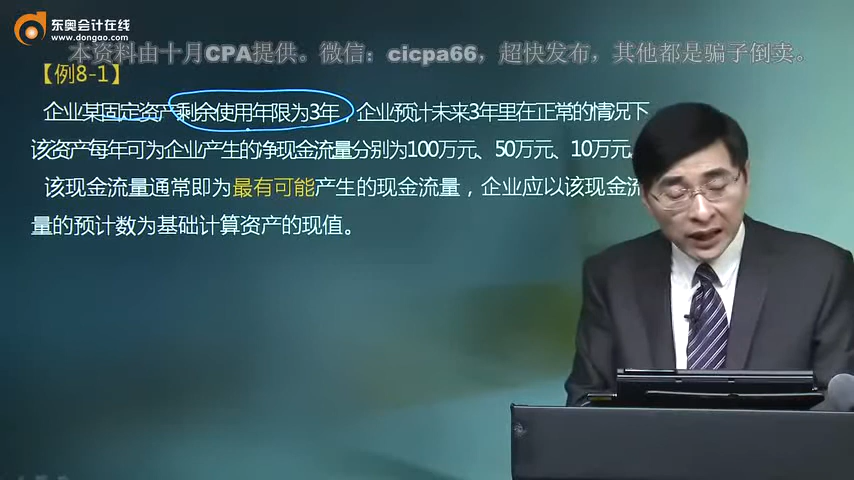 东奥会计在线
www.dongao.com
本资料由十月CPA提供。微信：cicpa66，超快发布，其他都是骗子倒卖。
【例8-1】
企业某固定资产剩余使用年限为3年，企业预计未来3年里在正常的情况下
该资产每年可为企业产生的净现金流量分别为100万元、50万元、10万元。
该现金流量通常即为最有可能产生的现金流量，企业应以该现金流
量的预计数为基础计算资产的现值。